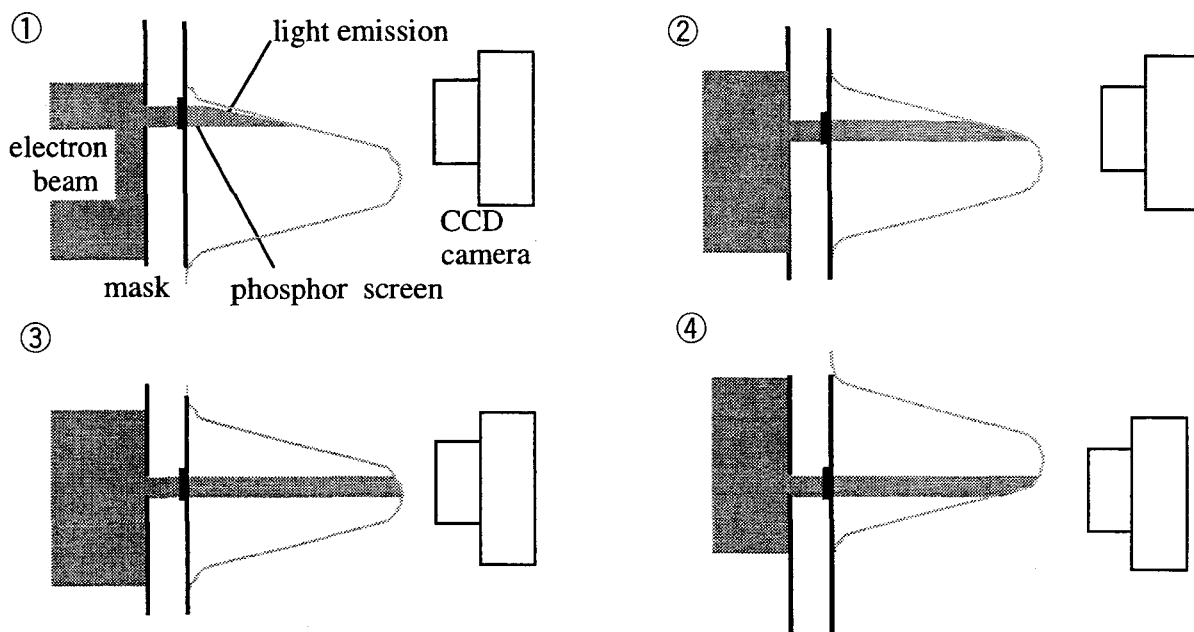 ①
light emission
electron
beam
CCD
camera
mask
phosphor screen
②
③
④